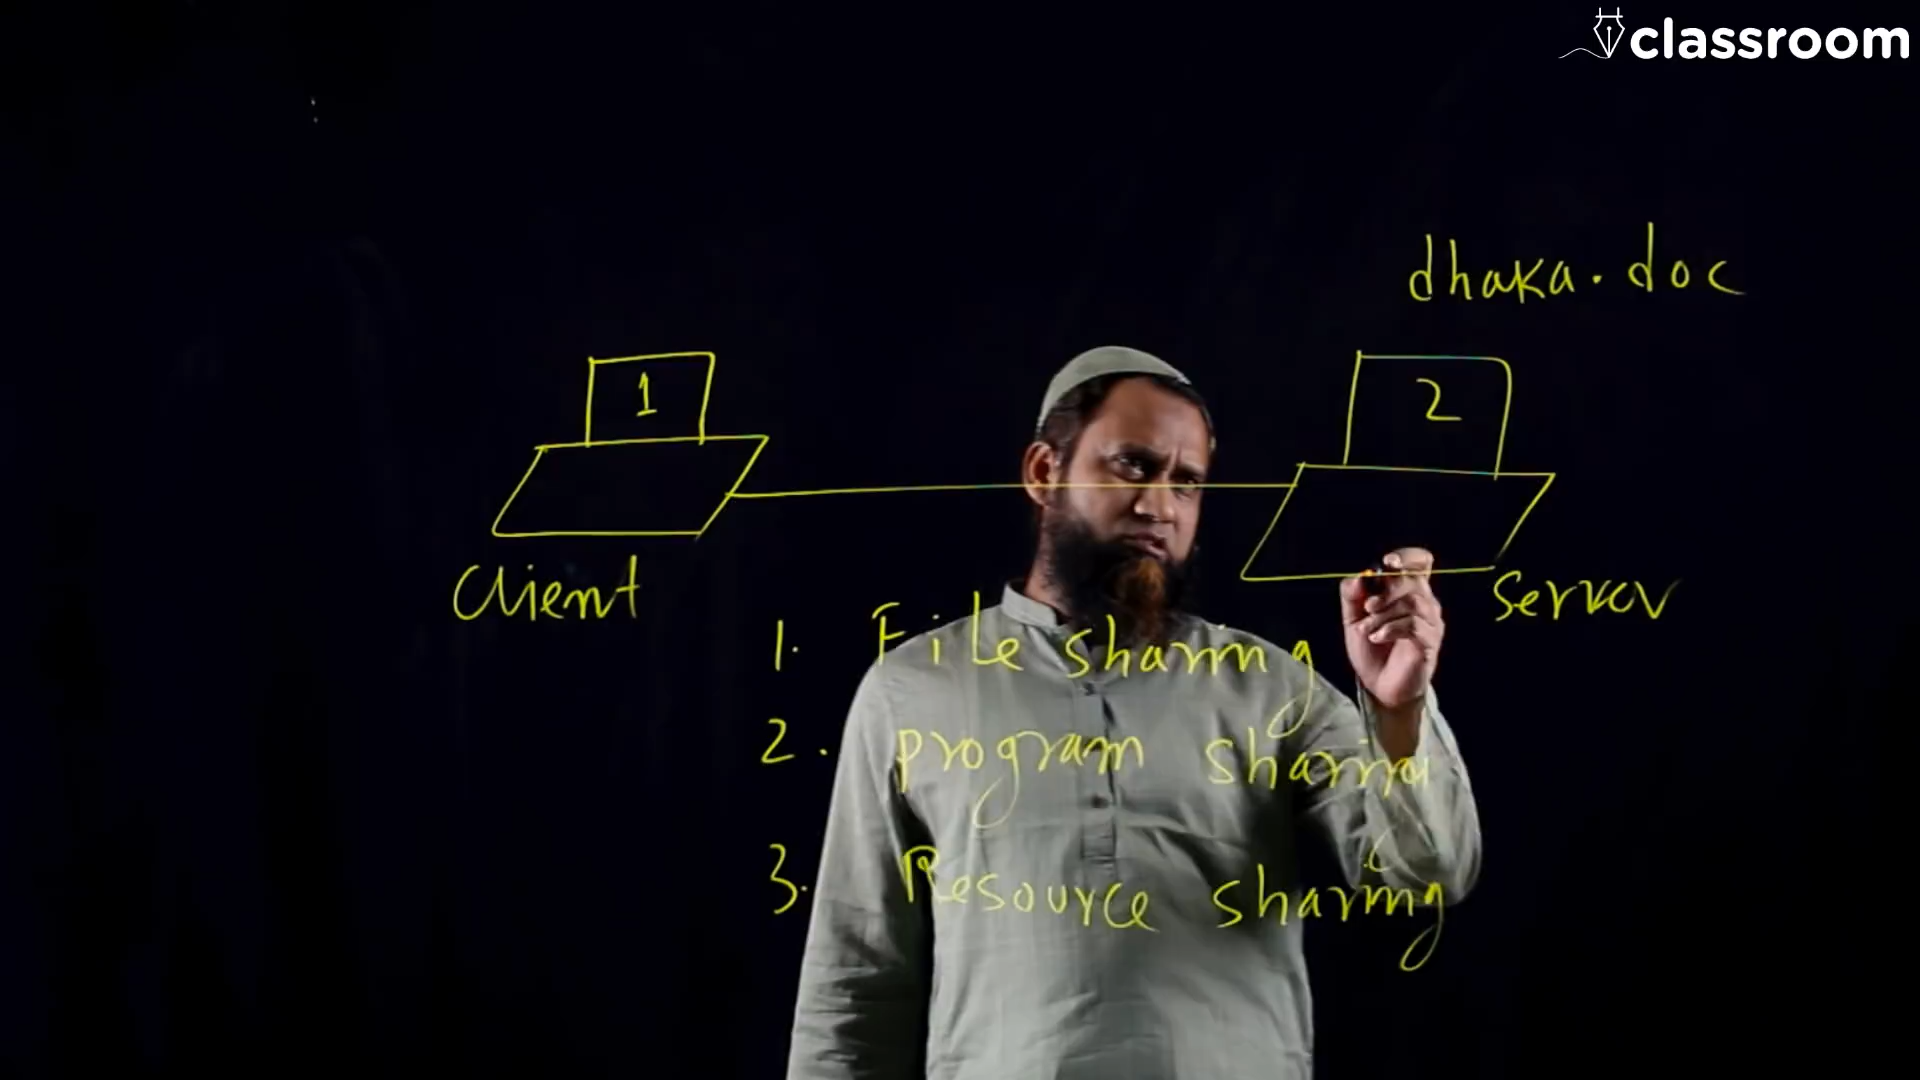 classroom
dhaka.doc
1
2
Client
Server
1. File sharing
2. program sharing
3. Resource sharing